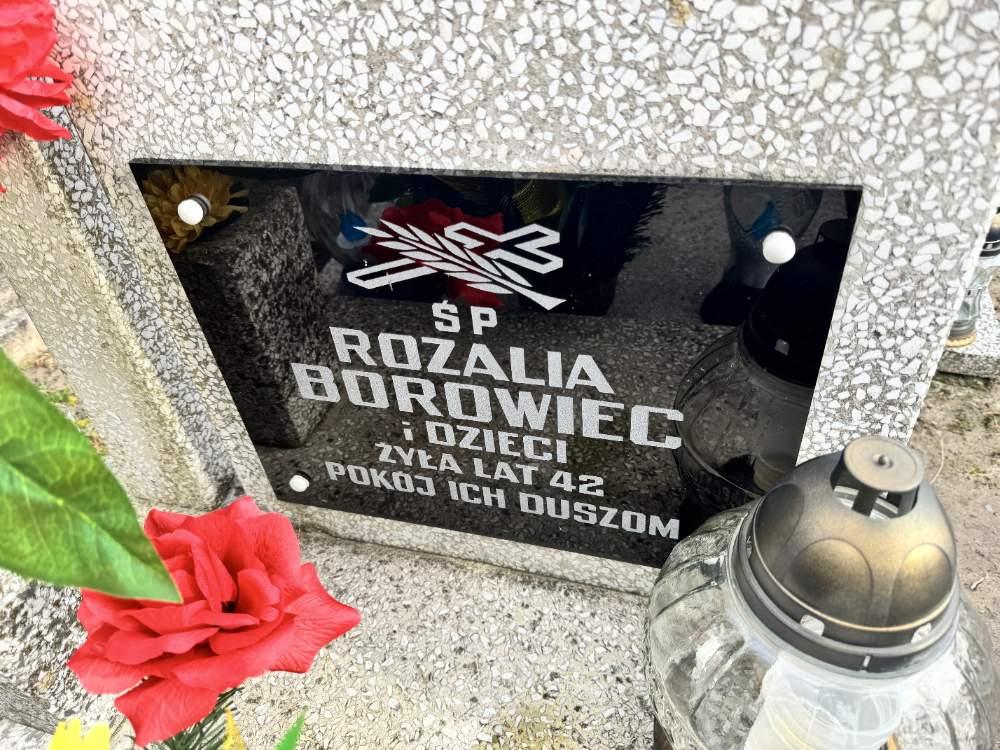 ŚP
ROZALIA
BOROWIEC
i DZIECI
ŻYŁA LAT 42
POKÓJ ICH DUSZOM